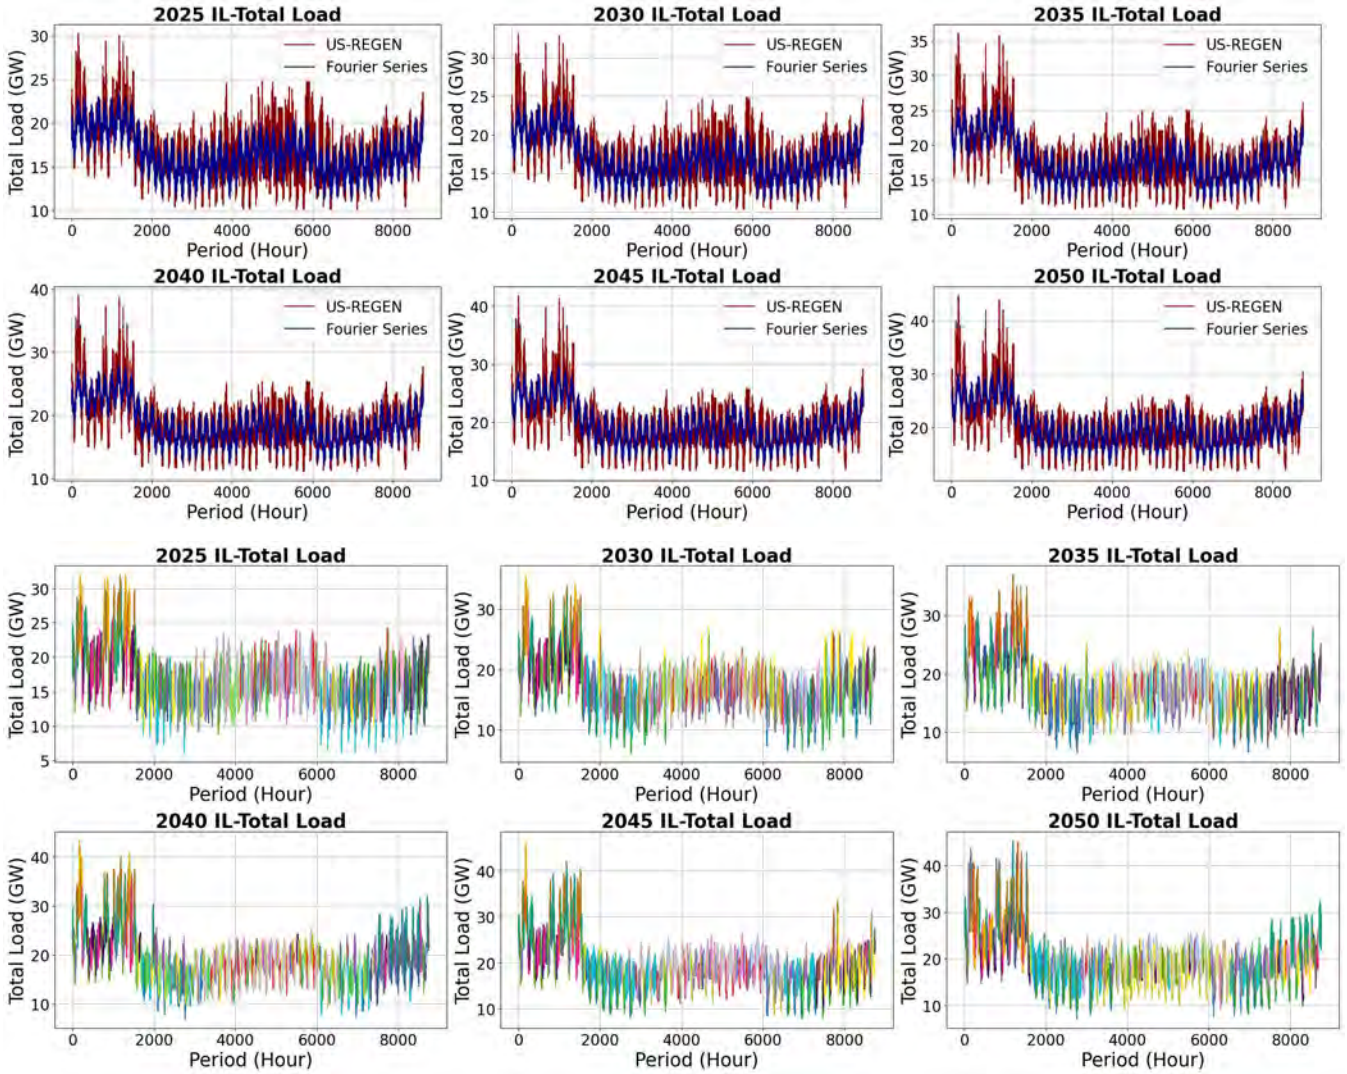 2025 IL-Total Load
2030 IL-Total Load
2035 IL-Total Load
Total Load (GW)
30
25
20
15
10
US-REGEN
Fourier Series
0 2000 4000 6000 8000
Period (Hour)
Total Load (GW)
30
25
20
15
10
US-REGEN
Fourier Series
0 2000 4000 6000 8000
Period (Hour)
Total Load (GW)
35
30
25
20
15
10
US-REGEN
Fourier Series
0 2000 4000 6000 8000
Period (Hour)
2040 IL-Total Load
2045 IL-Total Load
2050 IL-Total Load
Total Load (GW)
40
30
20
10
US-REGEN
Fourier Series
0 2000 4000 6000 8000
Period (Hour)
Total Load (GW)
40
30
20
10
US-REGEN
Fourier Series
0 2000 4000 6000 8000
Period (Hour)
Total Load (GW)
40
30
20
US-REGEN
Fourier Series
0 2000 4000 6000 8000
Period (Hour)
2025 IL-Total Load
2030 IL-Total Load
2035 IL-Total Load
Total Load (GW)
30
25
20
15
10
5
0 2000 4000 6000 8000
Period (Hour)
Total Load (GW)
30
20
10
0 2000 4000 6000 8000
Period (Hour)
Total Load (GW)
30
20
10
0 2000 4000 6000 8000
Period (Hour)
2040 IL-Total Load
2045 IL-Total Load
2050 IL-Total Load
Total Load (GW)
40
30
20
10
0 2000 4000 6000 8000
Period (Hour)
Total Load (GW)
40
30
20
10
0 2000 4000 6000 8000
Period (Hour)
Total Load (GW)
40
30
20
10
0 2000 4000 6000 8000
Period (Hour)